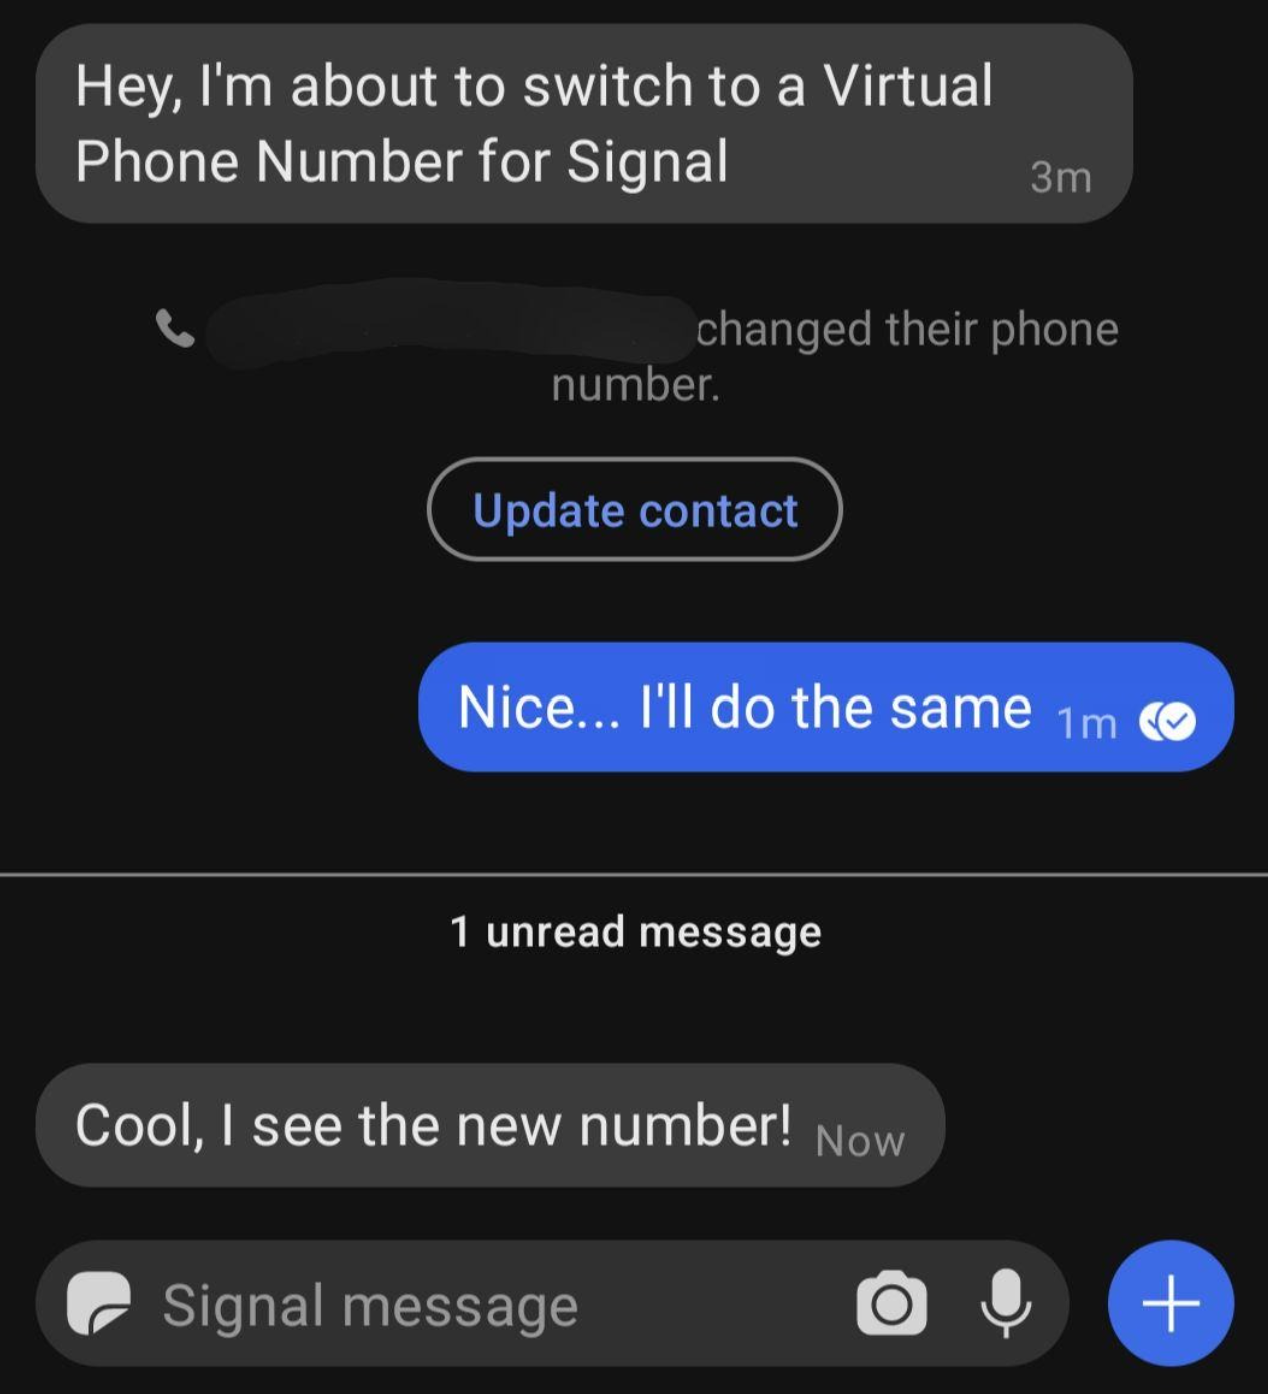 Hey, I'm about to switch to a Virtual
Phone Number for Signal
3m
changed their phone
number.
Update contact
Nice... I'll do the same 1m
1 unread message
Cool, I see the new number! Now
Signal message